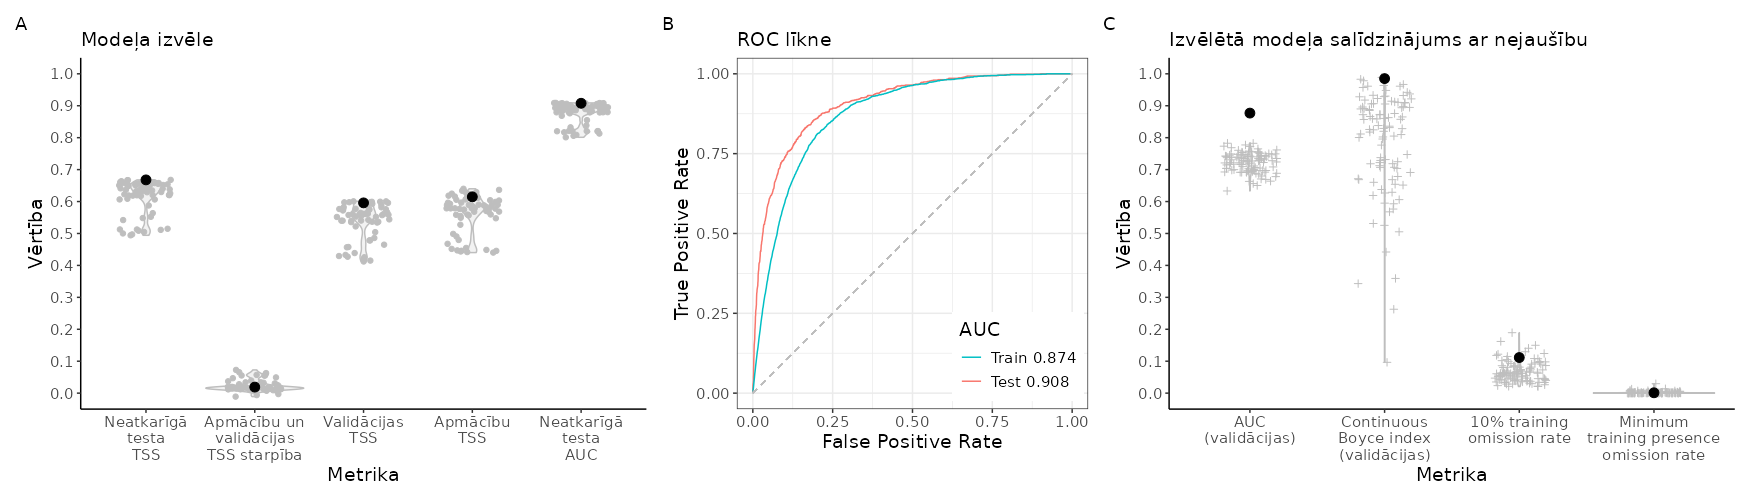 A
Modeļa izvēle
Vērtība
1.0
0.9
0.8
0.7
0.6
0.5
0.4
0.3
0.2
0.1
0.0
Neatkarīgā
testa
TSS
Apmācību un
validācijas
TSS starpība
Validācijas
TSS
Apmācību
TSS
Neatkarīgā
testa
AUC
Metrika
B
ROC līkne
True Positive Rate
1.00
0.75
0.50
0.25
0.00
AUC
Train 0.874
Test 0.908
0.00
0.25
0.50
0.75
1.00
False Positive Rate
C
Izvēlētā modeļa salīdzinājums ar nejaušību
Vērtība
1.0
0.9
0.8
0.7
0.6
0.5
0.4
0.3
0.2
0.1
0.0
AUC
(validācijas)
Continuous
Boyce index
(validācijas)
10% training
omission rate
Minimum
training presence
omission rate
Metrika